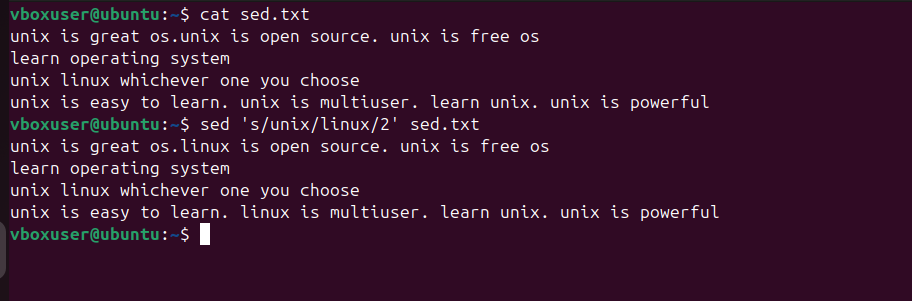 vboxuser@ubuntu:~$ cat sed.txt
unix is great os.unix is open source. unix is free os
learn operating system
unix linux whichever one you choose
unix is easy to learn. unix is multiuser. learn unix. unix is powerful
vboxuser@ubuntu:~$ sed 's/unix/linux/2' sed.txt
unix is great os.linux is open source. unix is free os
learn operating system
unix linux whichever one you choose
unix is easy to learn. linux is multiuser. learn unix. unix is powerful
vboxuser@ubuntu:~$